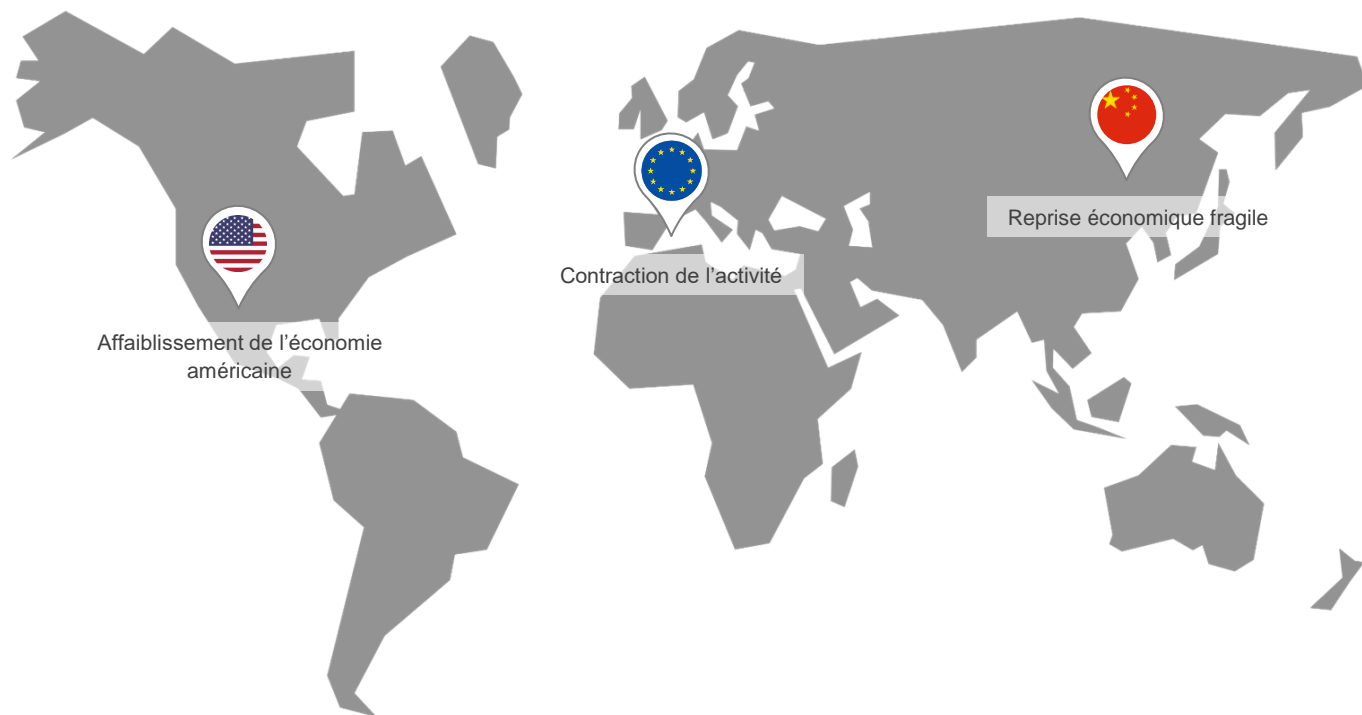 Reprise économique fragile
Contraction de l’activité
Affaiblissement de l’économie
américaine